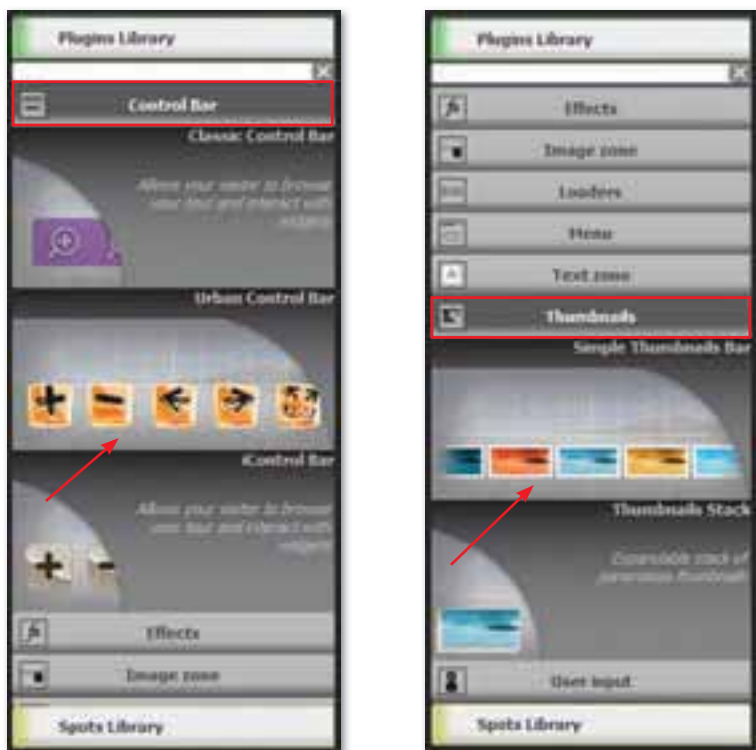 Plugins Library
Control Bar
Classic Control Bar
Allows your visitor to browse
your tour and interact with
widgets
Urban Control Bar
iControl Bar
Allows your visitor to browse
your tour and interact with
widgets
Effects
Image zone
Spots Library
Plugins Library
Effects
Image zone
Loaders
Menu
Text zone
Thumbnails
Simple Thumbnails Bar
Thumbnails Stack
Expandable stack of
panoramas thumbnails
User input
Spots Library